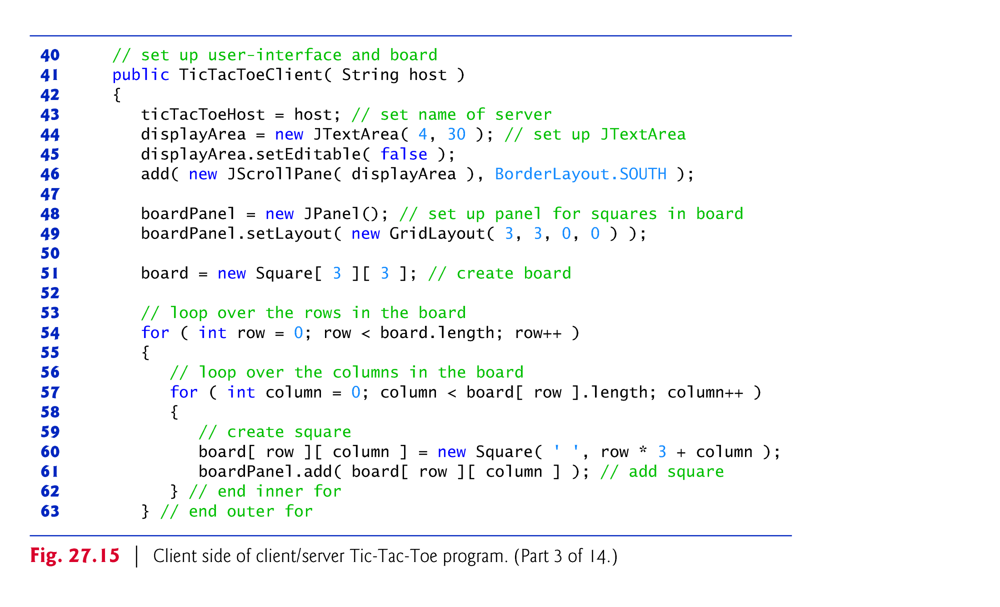 40 // set up user-interface and board
41 public TicTacToeClient( String host )
42 {
43 ticTacToeHost = host; // set name of server
44 displayArea = new JTextArea( 4, 30 ); // set up JTextArea
45 displayArea.setEditable( false );
46 add( new JScrollPane( displayArea ), BorderLayout.SOUTH );
47
48 boardPanel = new JPanel(); // set up panel for squares in board
49 boardPanel.setLayout( new GridLayout( 3, 3, 0, 0 ) );
50
51 board = new Square[ 3 ][ 3 ]; // create board
52
53 // loop over the rows in the board
54 for ( int row = 0; row < board.length; row++ )
55 {
56 // loop over the columns in the board
57 for ( int column = 0; column < board[ row ].length; column++ )
58 {
59 // create square
60 board[ row ][ column ] = new Square( ' ', row * 3 + column );
61 boardPanel.add( board[ row ][ column ] ); // add square
62 } // end inner for
63 } // end outer for
Fig. 27.15 | Client side of client/server Tic-Tac-Toe program. (Part 3 of 14.)